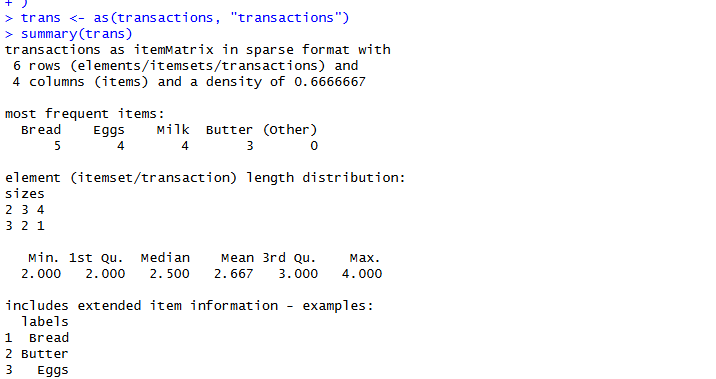 + )
> trans <- as(transactions, "transactions")
> summary(trans)
transactions as itemMatrix in sparse format with
 6 rows (elements/itemsets/transactions) and
 4 columns (items) and a density of 0.6666667

most frequent items:
  Bread    Eggs    Milk  Butter (Other)
      5       4       4       3       0

element (itemset/transaction) length distribution:
sizes
2 3 4
3 2 1

   Min. 1st Qu.  Median    Mean 3rd Qu.    Max.
  2.000   2.000   2.500   2.667   3.000   4.000

includes extended item information - examples:
  labels
1  Bread
2 Butter
3   Eggs